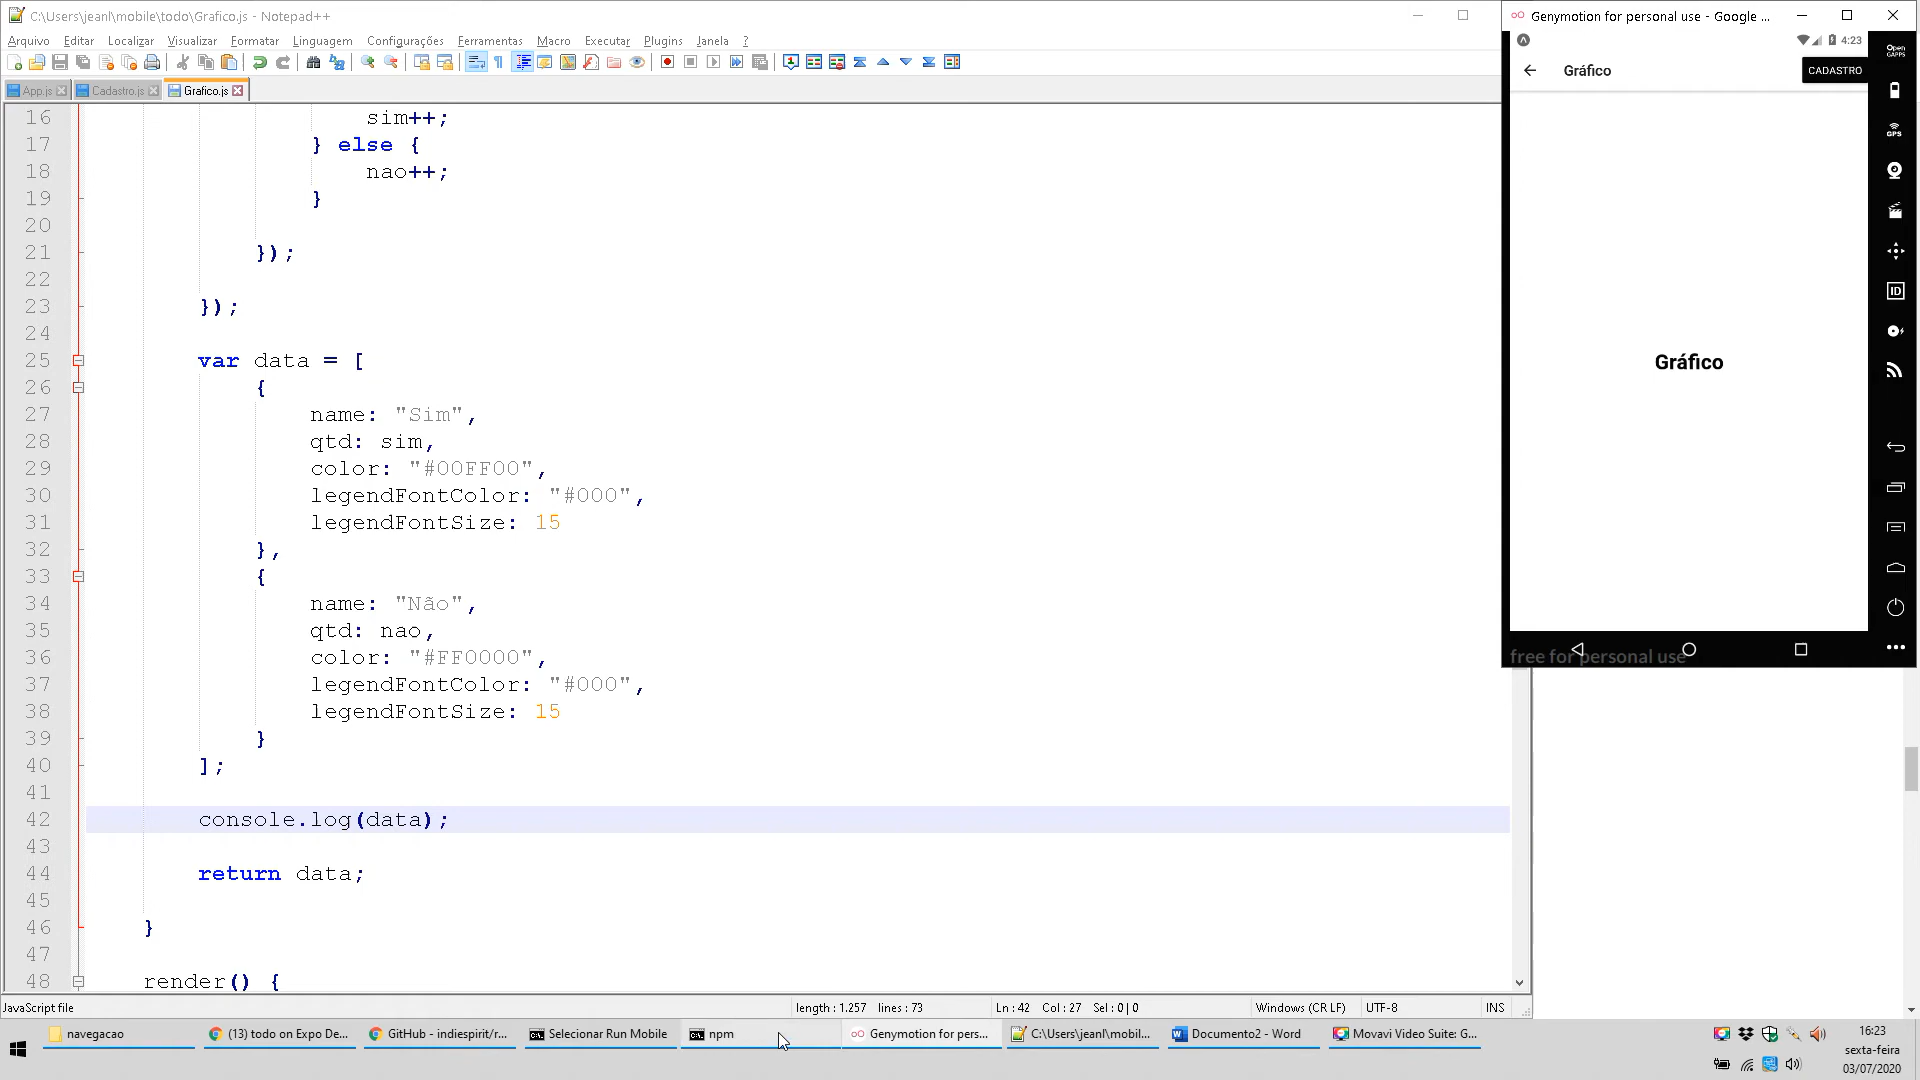 C:\Users\jeanl\mobile\todo\Grafico.js - Notepad++
Arquivo Editar Localizar Visualizar Formatar Linguagem Configurações Ferramentas Macro Executar Plugins Janela ?
App.js Cadastro.js Grafico.js
16 sim++;
17 } else {
18 nao++;
19 }
20
21 });
22
23 });
24
25 var data = [
26 {
27 name: "Sim",
28 qtd: sim,
29 color: "#00FF00",
30 legendFontColor: "#000",
31 legendFontSize: 15
32 },
33 {
34 name: "Não",
35 qtd: nao,
36 color: "#FF0000",
37 legendFontColor: "#000",
38 legendFontSize: 15
39 }
40 ];
41
42 console.log(data);
43
44 return data;
45
46 }
47
48 render() {
JavaScript file length : 1.257 lines : 73 Ln : 42 Col : 27 Sel : 0 | 0 Windows (CR LF) UTF-8 INS
Genymotion for personal use - Google ...
4:23
Gráfico CADASTRO
Gráfico
free for personal use
Open GAPPS
GPS
ID
navegacao (13) todo on Expo De... GitHub - indiespirit/r... Selecionar Run Mobile npm Genymotion for pers... C:\Users\jeanl\mobil... Documento2 - Word Movavi Video Suite: G...
16:23
sexta-feira
03/07/2020